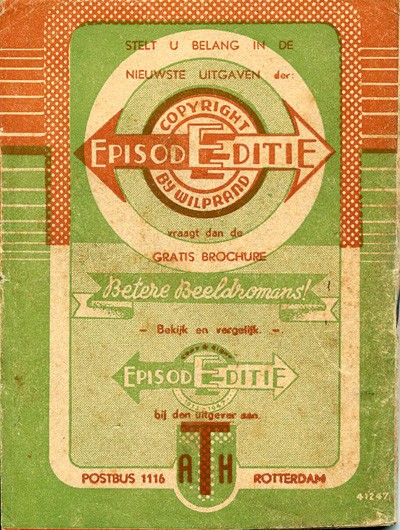 STELT U BELANG IN DE
NIEUWSTE UITGAVEN der:
COPYRIGHT
EPISODE EDITIE
BY WILPRAND
vraagt dan de
GRATIS BROCHURE
Betere Beeldromans!
- Bekijk en vergelijk. -.
EPISODE EDITIE
bij den uitgever aan.
ATH
POSTBUS 1116 ROTTERDAM
41247